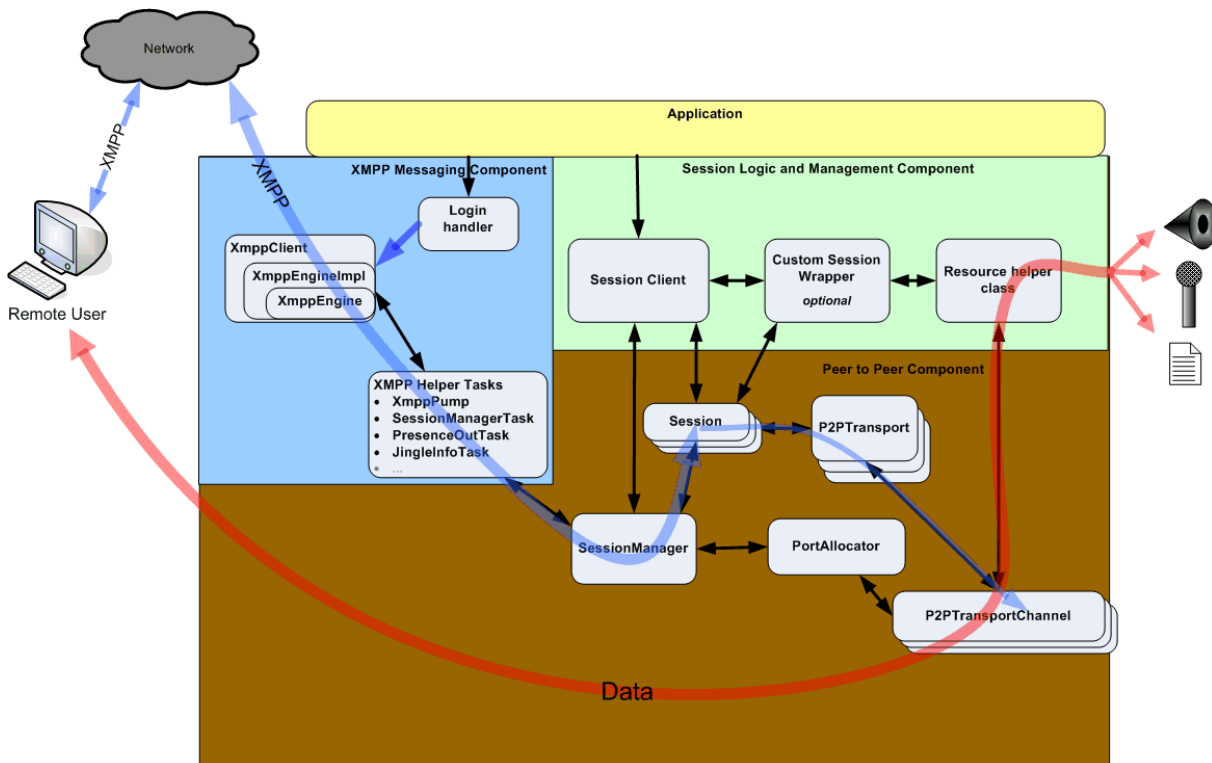 Network
Application
XMPP
XMPP
XMPP Messaging Component
Session Logic and Management Component
Login
handler
XmppClient
XmppEngineImpl
XmppEngine
Session Client
Custom Session
Wrapper
optional
Resource helper
class
Remote User
XMPP Helper Tasks
• XmppPump
• SessionManagerTask
• PresenceOutTask
• JingleInfoTask
• ...
Peer to Peer Component
Session
P2PTransport
SessionManager
PortAllocator
P2PTransportChannel
Data